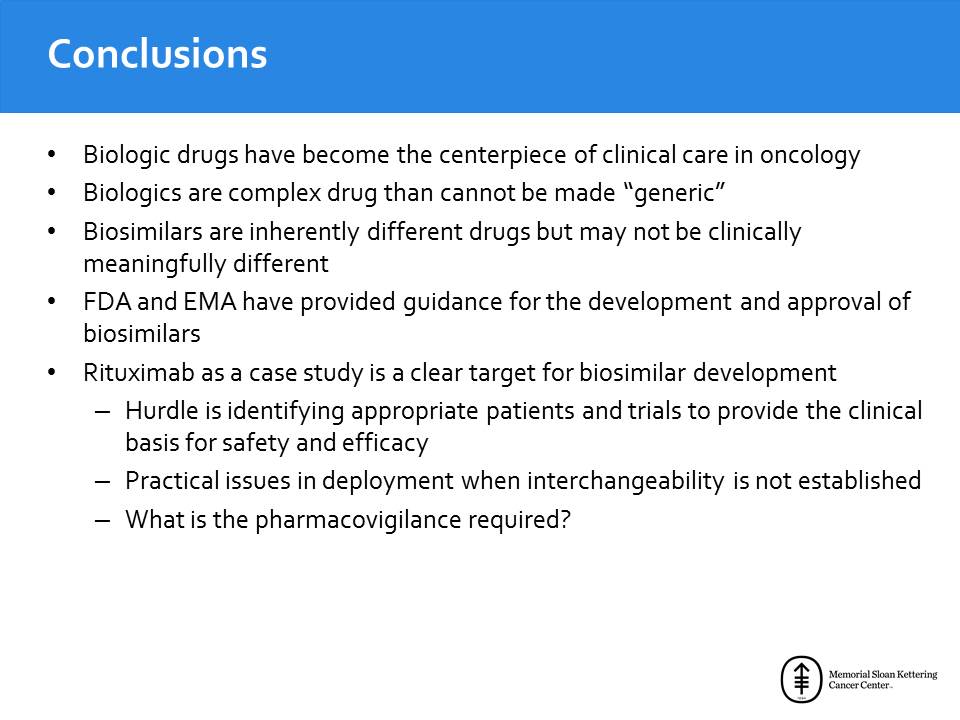 Conclusions
• Biologic drugs have become the centerpiece of clinical care in oncology
• Biologics are complex drug than cannot be made “generic”
• Biosimilars are inherently different drugs but may not be clinically
meaningfully different
• FDA and EMA have provided guidance for the development and approval of
biosimilars
• Rituximab as a case study is a clear target for biosimilar development
– Hurdle is identifying appropriate patients and trials to provide the clinical
basis for safety and efficacy
– Practical issues in deployment when interchangeability is not established
– What is the pharmacovigilance required?
Memorial Sloan Kettering
Cancer Center